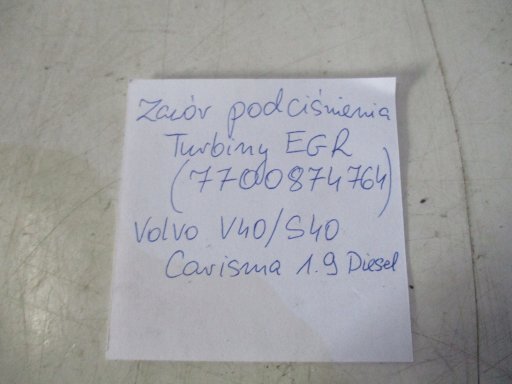 Zawór podciśnienia
Turbiny EGR
(7700874764)
Volvo V40/S40
Carisma 1.9 Diesel